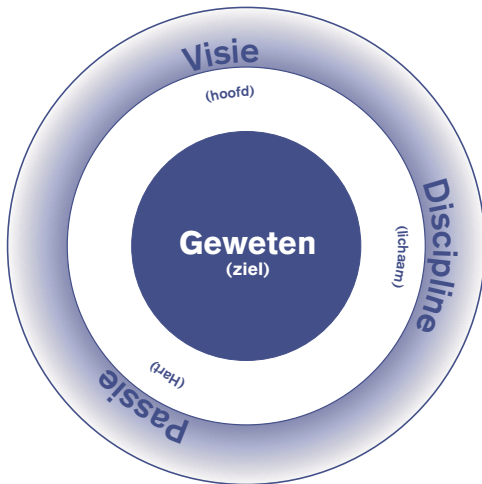 Visie
(hoofd)
Discipline
(lichaam)
Geweten
(ziel)
Passie
(Hart)